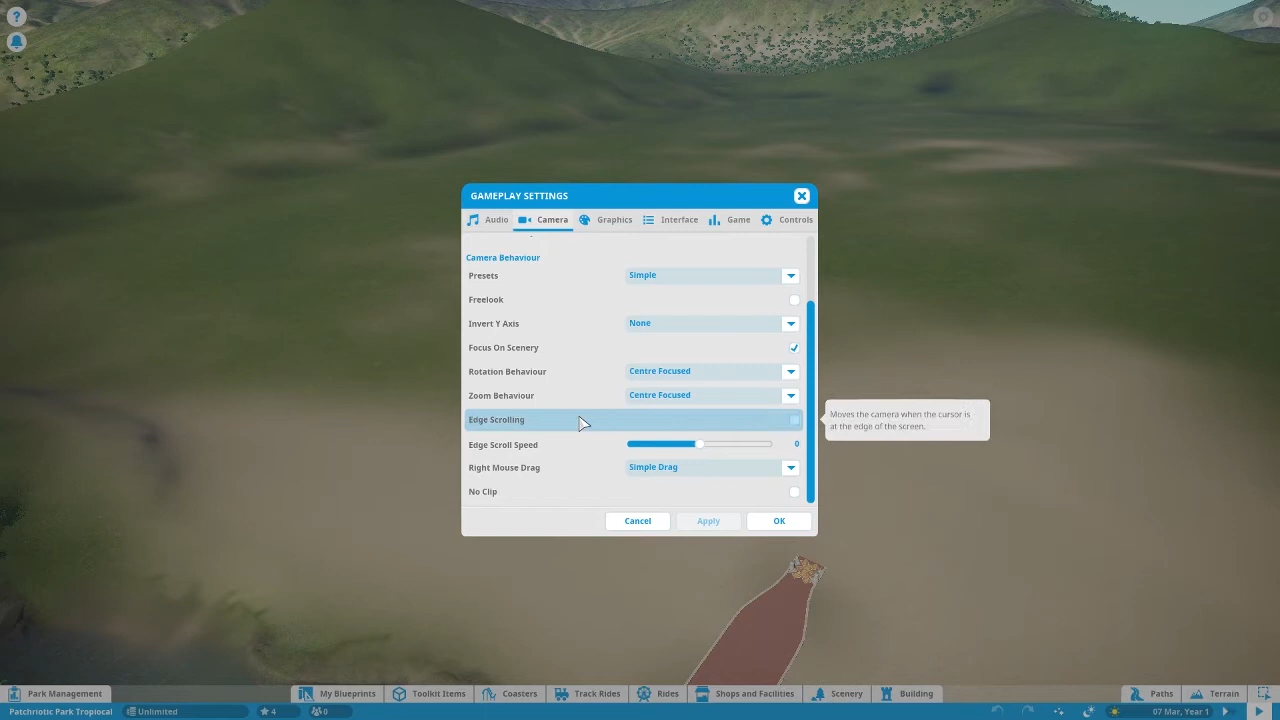 ?
GAMEPLAY SETTINGS
Audio Camera Graphics Interface Game Controls
Camera Behaviour
Presets Simple
Freelook
Invert Y Axis None
Focus On Scenery
Rotation Behaviour Centre Focused
Zoom Behaviour Centre Focused
Edge Scrolling
Moves the camera when the cursor is
at the edge of the screen.
Edge Scroll Speed 0
Right Mouse Drag Simple Drag
No Clip
Cancel Apply OK
Park Management My Blueprints Toolkit Items Coasters Track Rides Rides Shops and Facilities Scenery Building Paths Terrain
Patchriotic Park Tropical Unlimited 4 0 07 Mar, Year 1